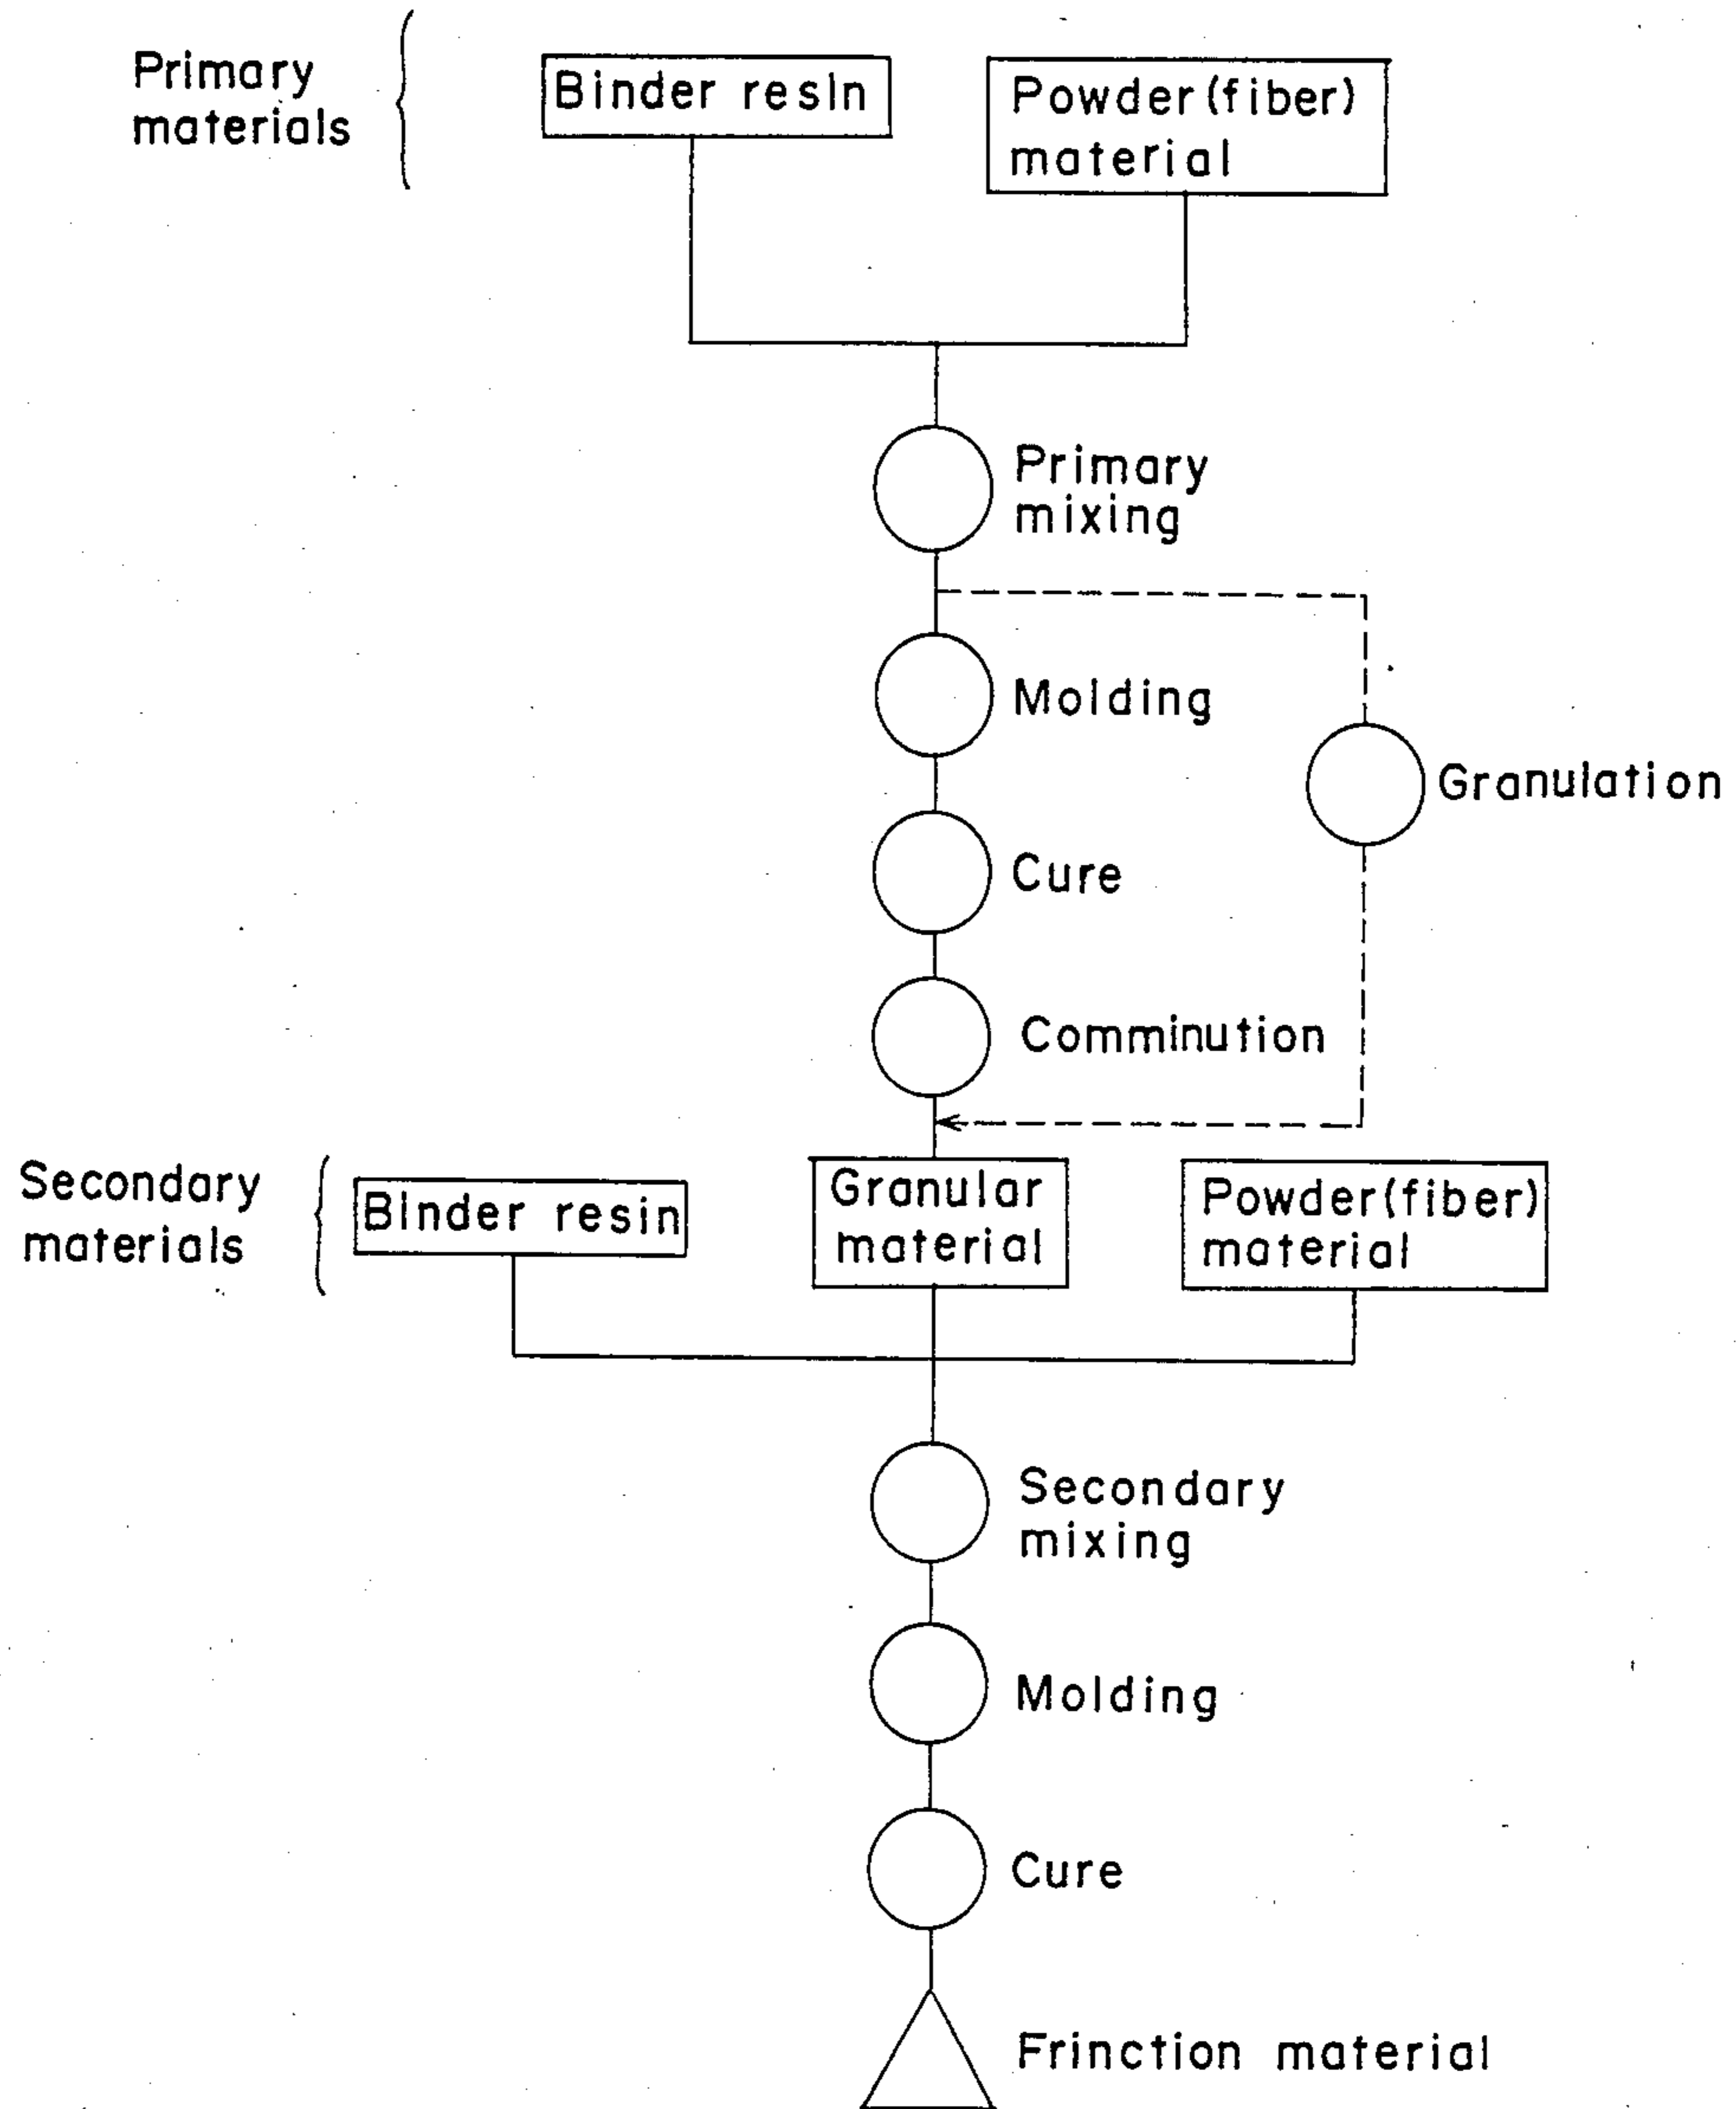 Primary
materials
Binder resin
Powder(fiber)
material
Primary
mixing
Molding
Granulation
Cure
Comminution
Secondary
materials
Binder resin
Granular
material
Powder(fiber)
material
Secondary
mixing
Molding
Cure
Frinction material